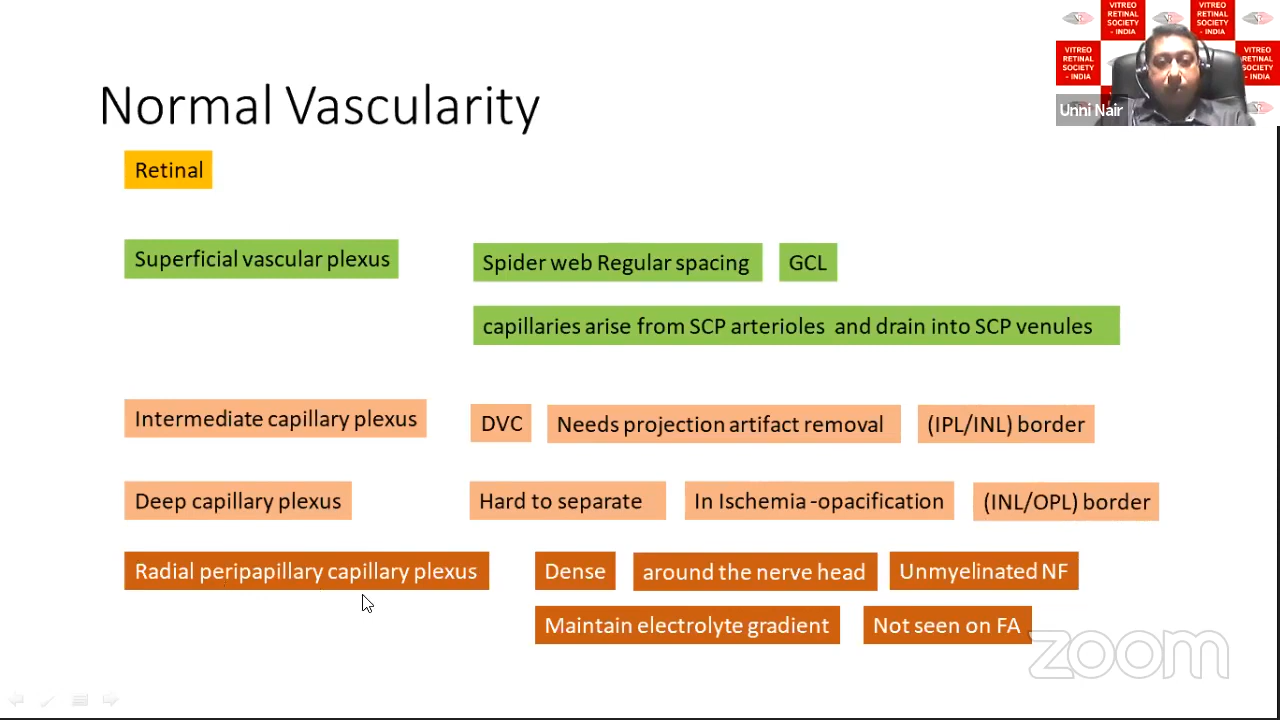 Normal Vascularity
Retinal
Superficial vascular plexus
Spider web Regular spacing
GCL
capillaries arise from SCP arterioles and drain into SCP venules
Intermediate capillary plexus
DVC
Needs projection artifact removal
(IPL/INL) border
Deep capillary plexus
Hard to separate
In Ischemia -opacification
(INL/OPL) border
Radial peripapillary capillary plexus
Dense
around the nerve head
Unmyelinated NF
Maintain electrolyte gradient
Not seen on FA
zoom
VITREO
RETINAL
SOCIETY
- INDIA
VITREO
RETINAL
SOCIETY
- INDIA
VITREO
RETINAL
SOCIETY
- INDIA
VITREO
RETINAL
SOCIETY
- INDIA
Unni Nair